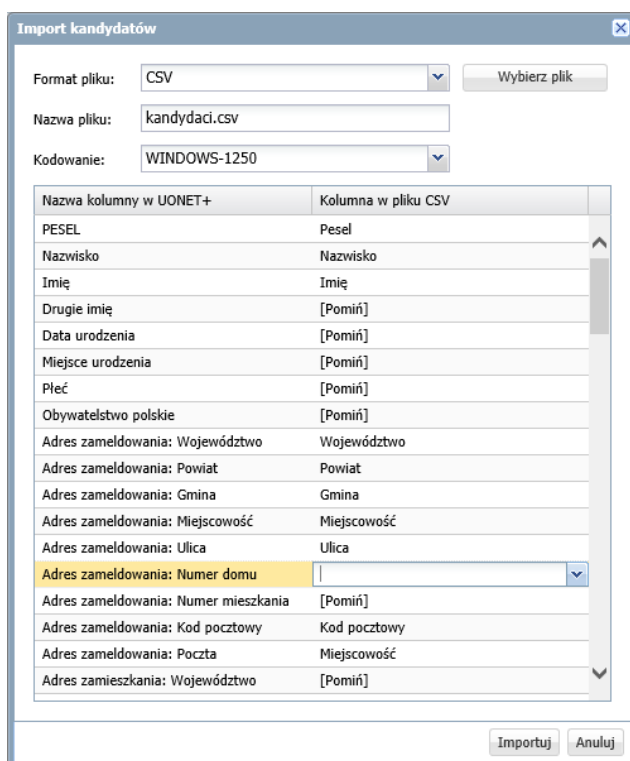 Import kandydatów
Format pliku: CSV Wybierz plik
Nazwa pliku: kandydaci.csv
Kodowanie: WINDOWS-1250
Nazwa kolumny w UONET+ Kolumna w pliku CSV
PESEL Pesel
Nazwisko Nazwisko
Imię Imię
Drugie imię [Pomiń]
Data urodzenia [Pomiń]
Miejsce urodzenia [Pomiń]
Płeć [Pomiń]
Obywatelstwo polskie [Pomiń]
Adres zameldowania: Województwo Województwo
Adres zameldowania: Powiat Powiat
Adres zameldowania: Gmina Gmina
Adres zameldowania: Miejscowość Miejscowość
Adres zameldowania: Ulica Ulica
Adres zameldowania: Numer domu
Adres zameldowania: Numer mieszkania [Pomiń]
Adres zameldowania: Kod pocztowy Kod pocztowy
Adres zameldowania: Poczta Miejscowość
Adres zamieszkania: Województwo [Pomiń]
Importuj Anuluj